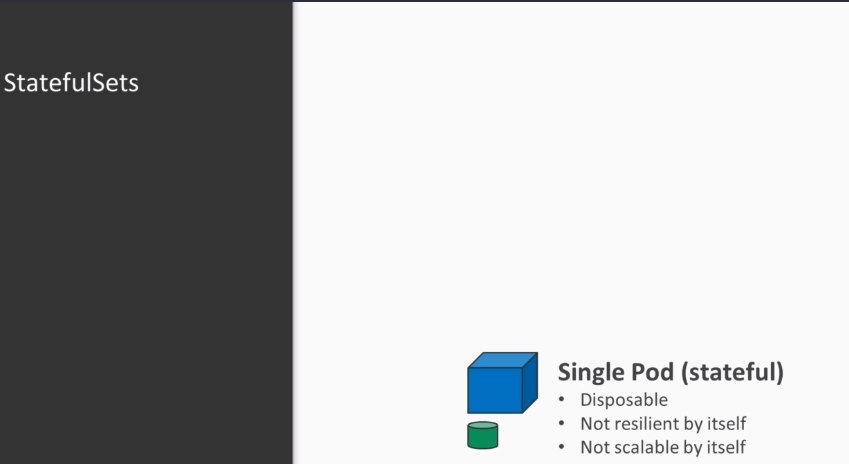 StatefulSets
Single Pod (stateful)
• Disposable
• Not resilient by itself
• Not scalable by itself